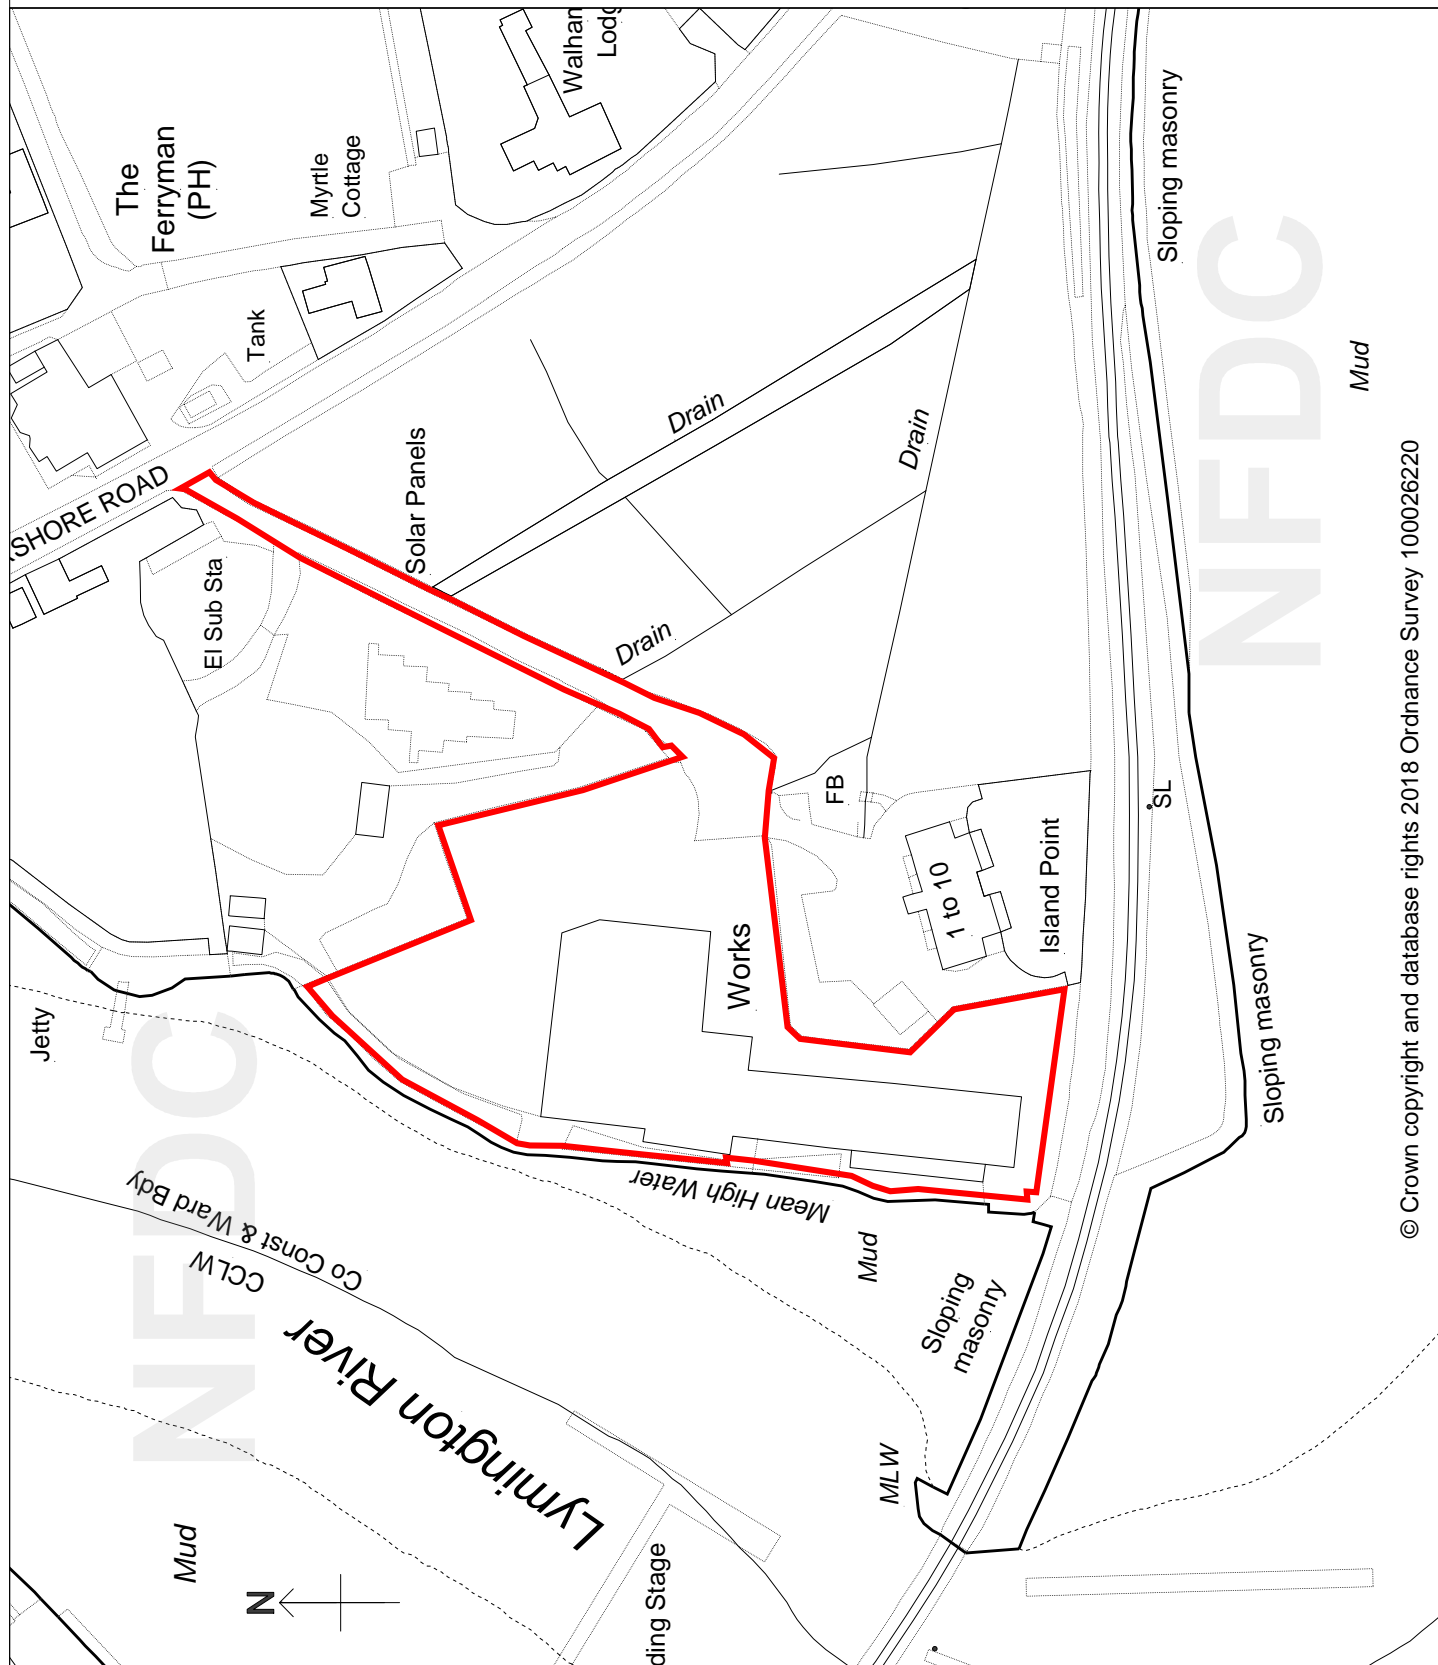 The
Ferryman
(PH)
Myrtle
Cottage
Tank
SHORE ROAD
El Sub Sta
Solar Panels
Drain
Drain
Drain
FB
1 to 10
Island Point
Works
SL
Sloping masonry
Sloping masonry
Sloping
masonry
Mud
Mud
Mud
MLW
Mean High Water
Co Const & Ward Bdy
CCLW
Lymington River
Jetty
N
NFDC
NFDC
© Crown copyright and database rights 2018 Ordnance Survey 100026220